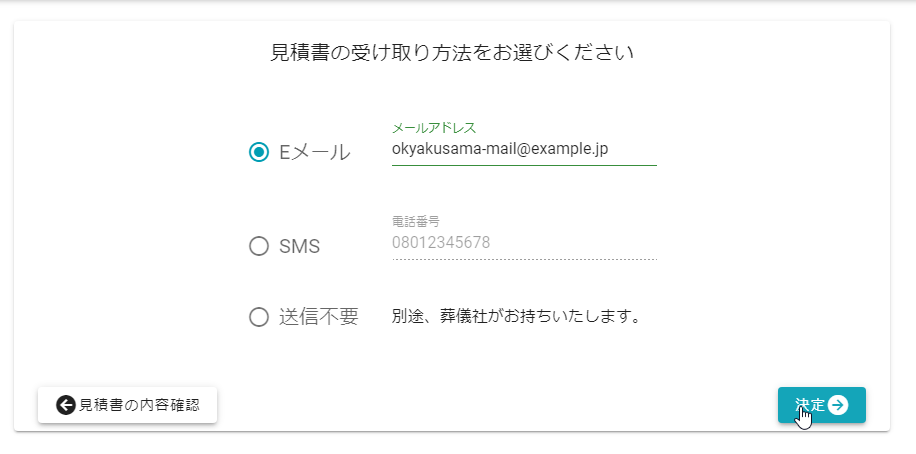 見積書の受け取り方法をお選びください
メールアドレス
Eメール
okyakusama-mail@example.jp
電話番号
SMS
08012345678
送信不要
別途、葬儀社がお持ちいたします。
見積書の内容確認
決定